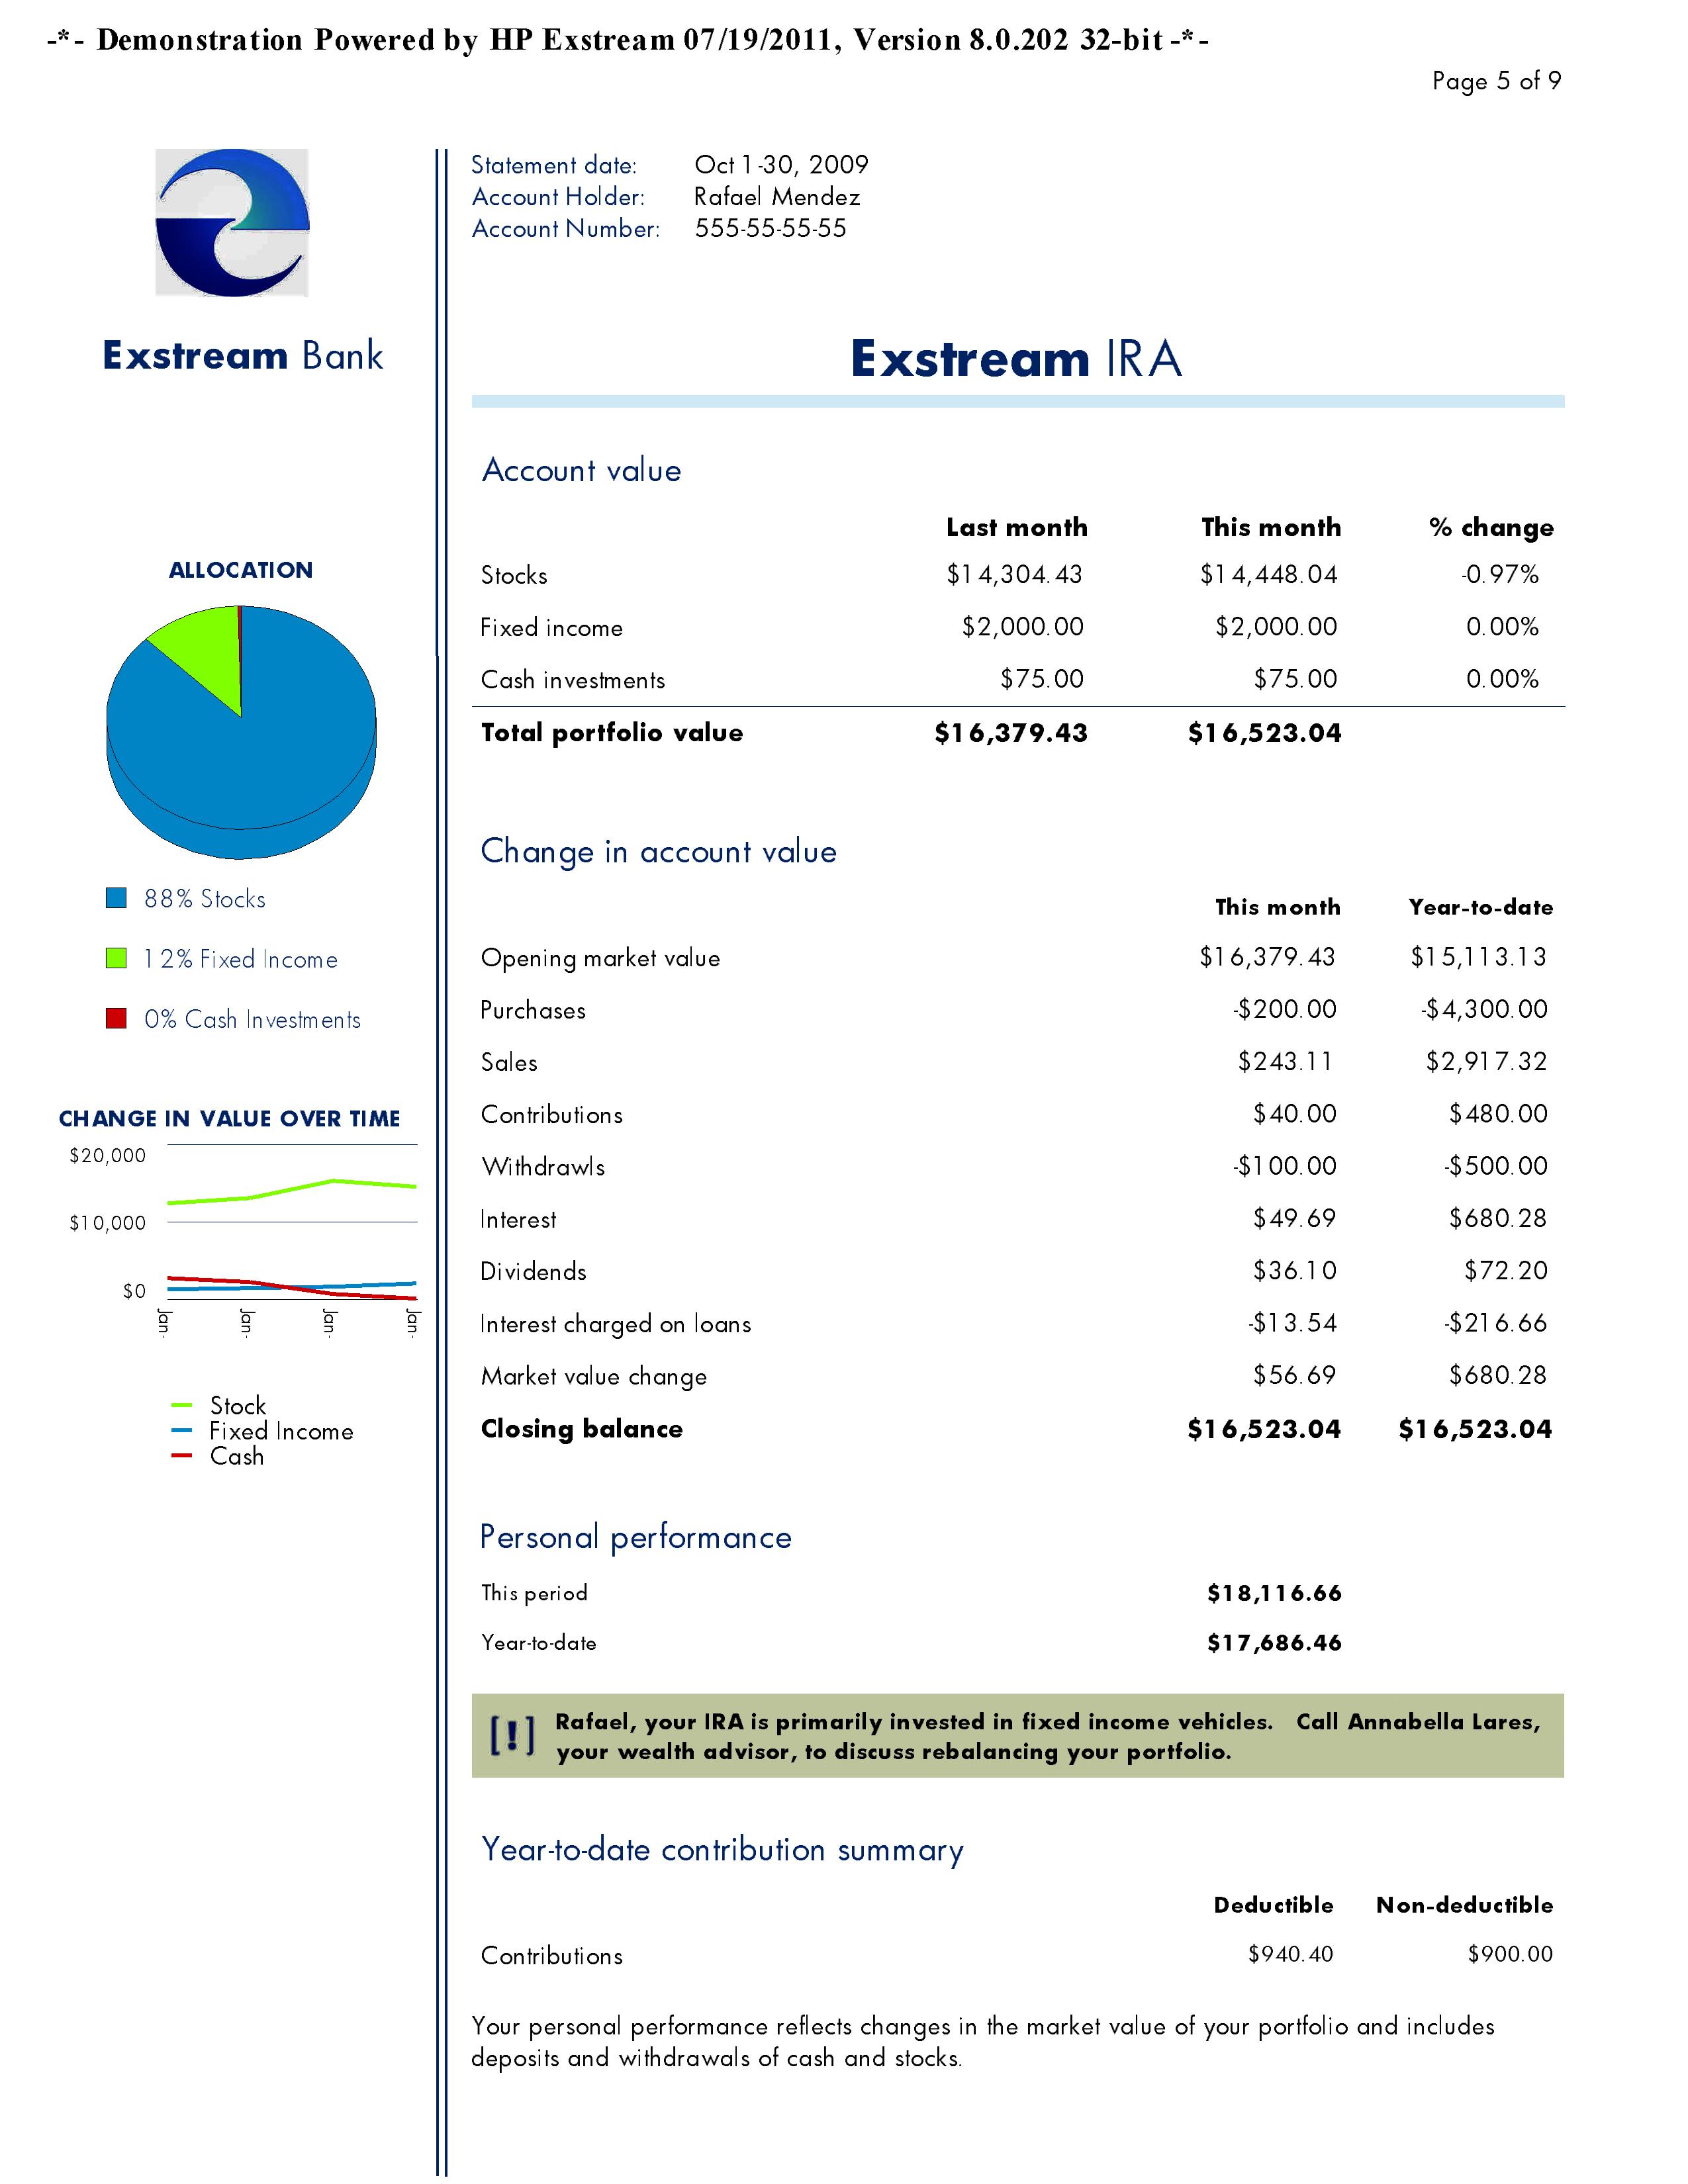 -*- Demonstration Powered by HP Exstream 07/19/2011, Version 8.0.202 32-bit -*-
Page 5 of 9
Statement date: Oct 1-30, 2009
Account Holder: Rafael Mendez
Account Number: 555-55-55-55
Exstream Bank
Exstream IRA
ALLOCATION
88% Stocks
12% Fixed Income
0% Cash Investments
CHANGE IN VALUE OVER TIME
$20,000
$10,000
$0
Jan- Jan- Jan- Jan-
Stock
Fixed Income
Cash
Account value
Last month This month % change
Stocks $14,304.43 $14,448.04 -0.97%
Fixed income $2,000.00 $2,000.00 0.00%
Cash investments $75.00 $75.00 0.00%
Total portfolio value $16,379.43 $16,523.04
Change in account value
This month Year-to-date
Opening market value $16,379.43 $15,113.13
Purchases -$200.00 -$4,300.00
Sales $243.11 $2,917.32
Contributions $40.00 $480.00
Withdrawls -$100.00 -$500.00
Interest $49.69 $680.28
Dividends $36.10 $72.20
Interest charged on loans -$13.54 -$216.66
Market value change $56.69 $680.28
Closing balance $16,523.04 $16,523.04
Personal performance
This period $18,116.66
Year-to-date $17,686.46
[!] Rafael, your IRA is primarily invested in fixed income vehicles. Call Annabella Lares,
your wealth advisor, to discuss rebalancing your portfolio.
Year-to-date contribution summary
Deductible Non-deductible
Contributions $940.40 $900.00
Your personal performance reflects changes in the market value of your portfolio and includes
deposits and withdrawals of cash and stocks.